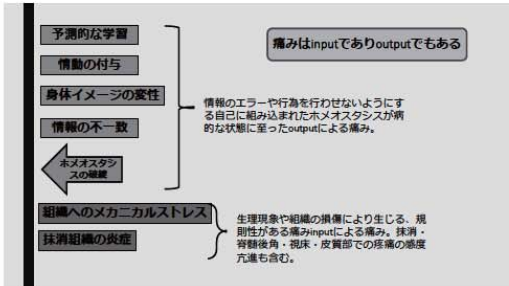 予測的な学習
痛みはinputでありoutputでもある
情動の付与
身体イメージの変性
情報の不一致
情報のエラーや行為を行わせないようにす
る自己に組み込まれたホメオスタシスが病
的な状態に至ったoutputによる痛み。
ホメオスタシ
スの破綻
組織へのメカニカルストレス
抹消組織の炎症
生理現象や組織の損傷により生じる、規
則性がある痛みinputによる痛み。抹消・
脊髄後角・視床・皮質部での疼痛の感度
亢進も含む。